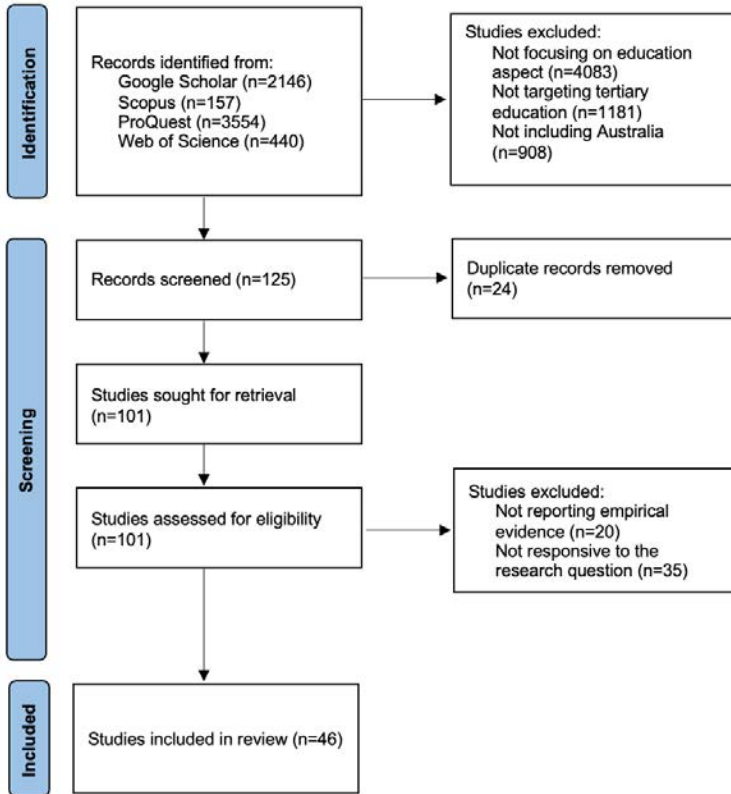 Identification
Records identified from:
Google Scholar (n=2146)
Scopus (n=157)
ProQuest (n=3554)
Web of Science (n=440)
Studies excluded:
Not focusing on education
aspect (n=4083)
Not targeting tertiary
education (n=1181)
Not including Australia
(n=908)
Screening
Records screened (n=125)
Duplicate records removed
(n=24)
Studies sought for retrieval
(n=101)
Studies assessed for eligibility
(n=101)
Studies excluded:
Not reporting empirical
evidence (n=20)
Not responsive to the
research question (n=35)
Included
Studies included in review (n=46)